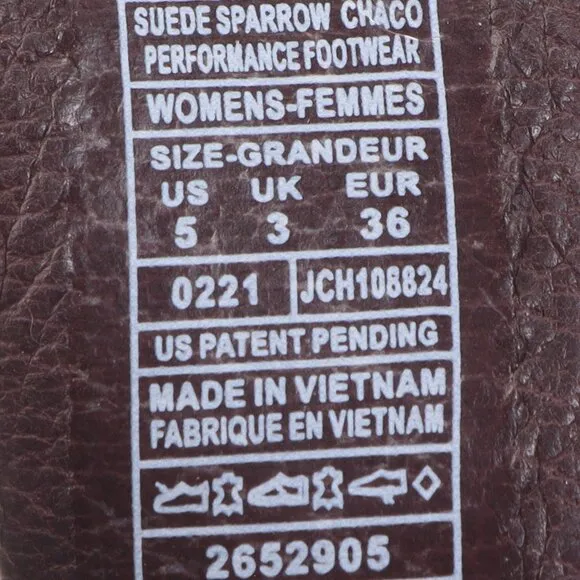 SUEDE SPARROW CHACO
PERFORMANCE FOOTWEAR
WOMENS-FEMMES
SIZE-GRANDEUR
US UK EUR
5 3 36
0221 JCH108824
US PATENT PENDING
MADE IN VIETNAM
FABRIQUE EN VIETNAM
2652905